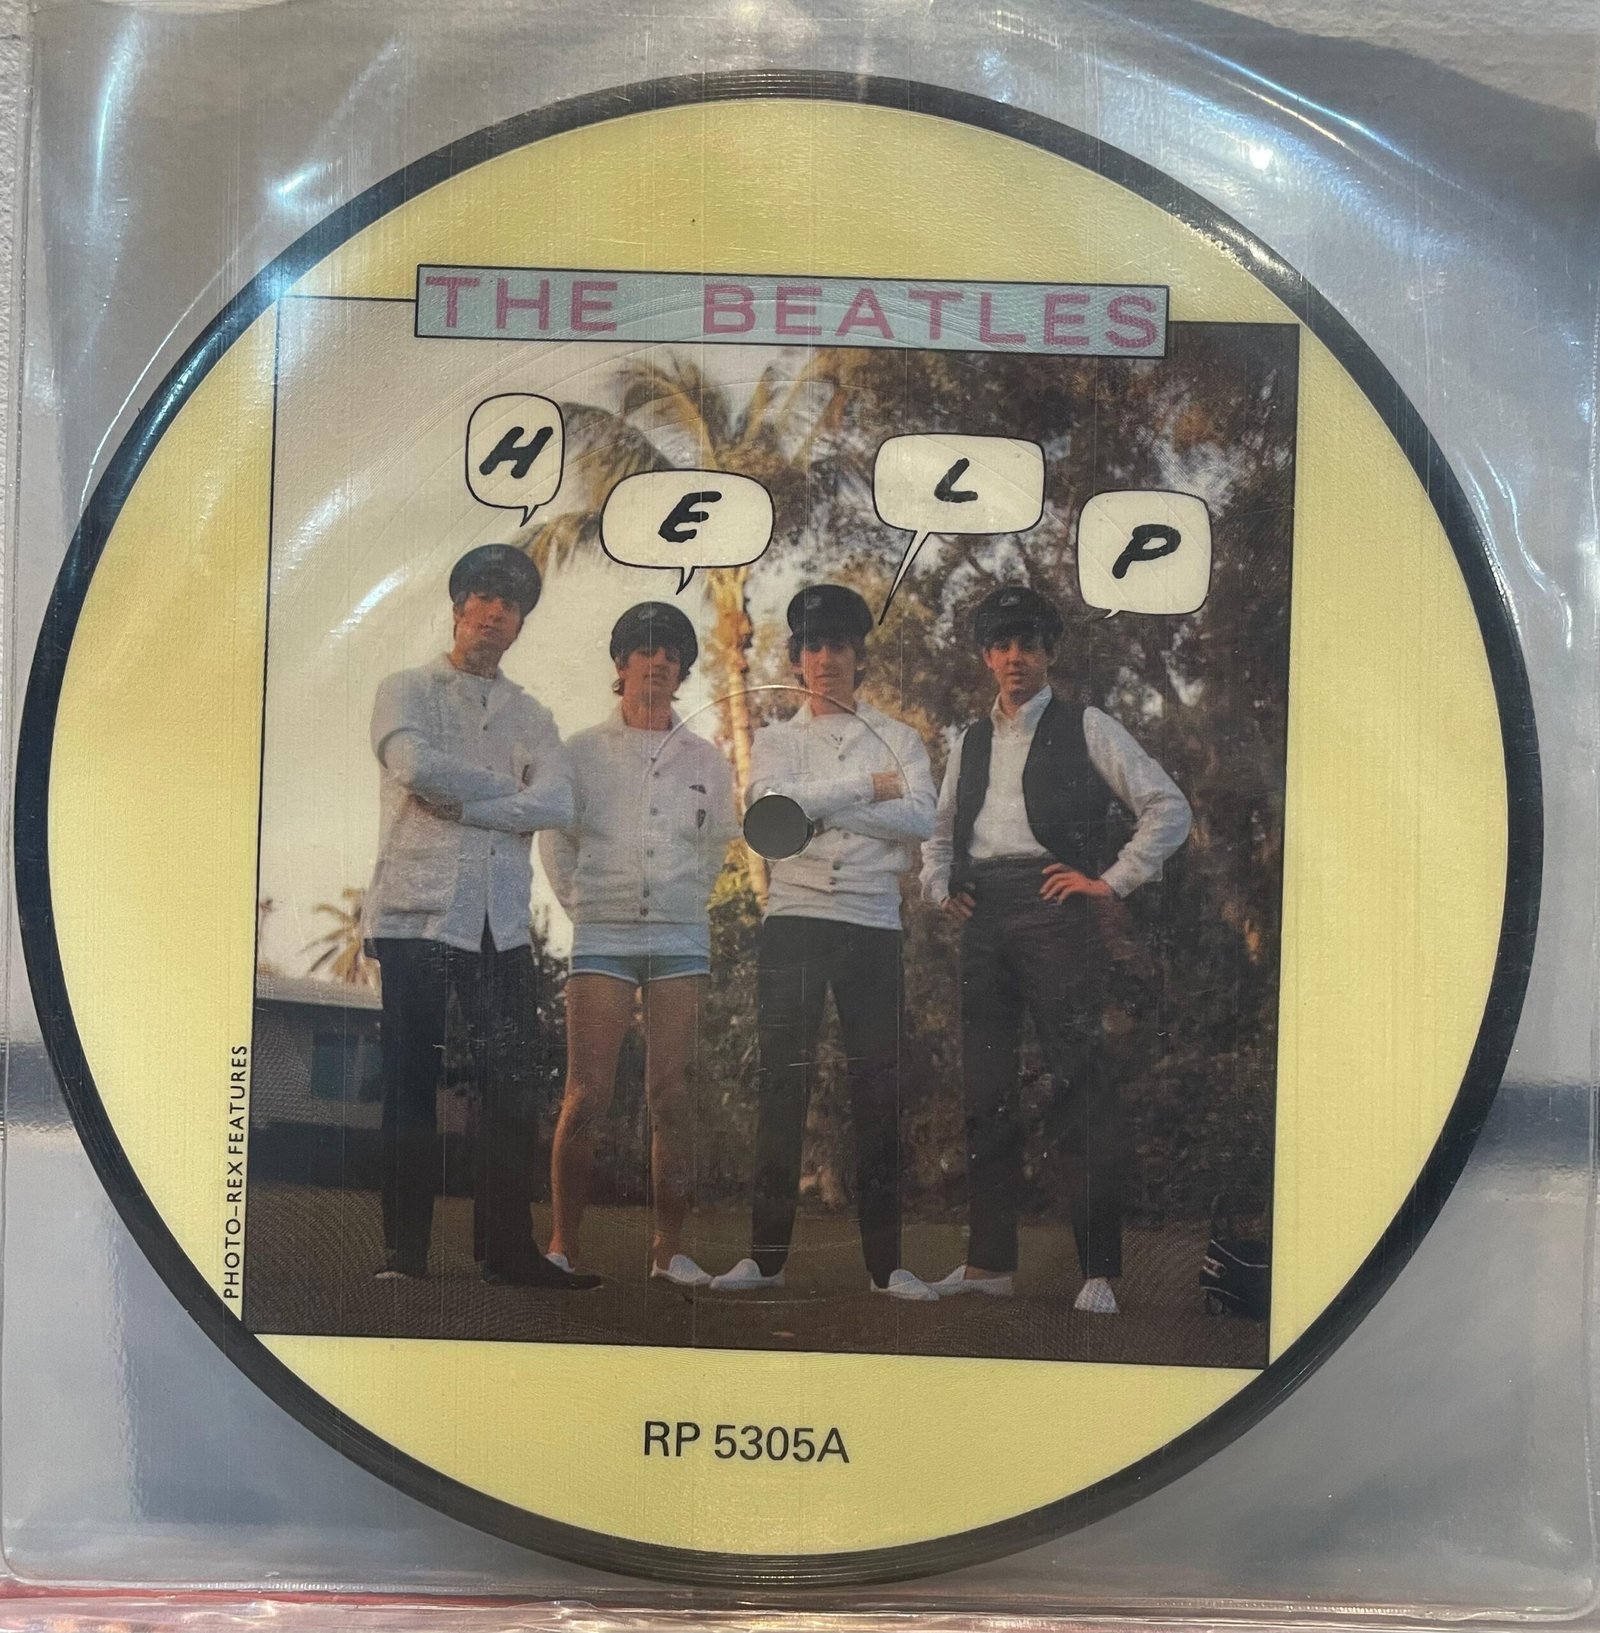 THE BEATLES
H
E
L
P
PHOTO-REX FEATURES
RP 5305A